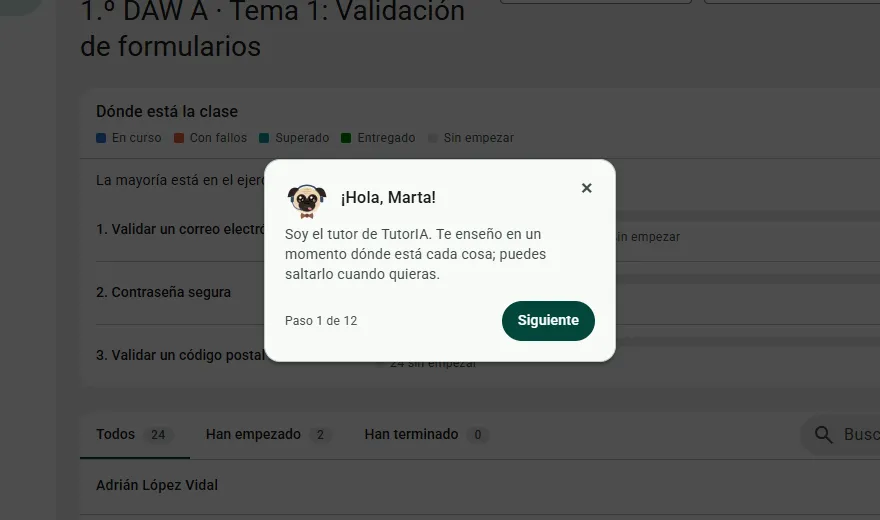 1.º DAW A · Tema 1: Validación
de formularios
Dónde está la clase
En curso Con fallos Superado Entregado Sin empezar
La mayoría está en el
¡Hola, Marta!
Soy el tutor de TutorIA. Te enseño en un
momento dónde está cada cosa; puedes
saltarlo cuando quieras.
Paso 1 de 12
Siguiente
1. Validar un correo
sin empezar
2. Contraseña segura
3. Validar un código postal
24 sin empezar
Todos 24 Han empezado 2 Han terminado 0
Adrián López Vidal